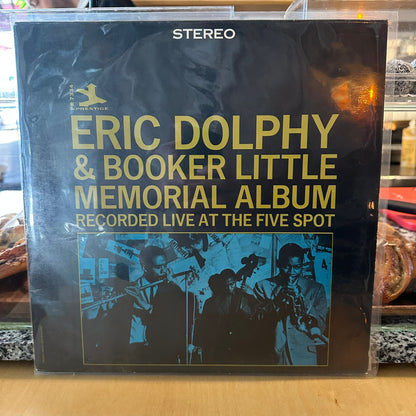 STEREO
PRESTIGE
ERIC DOLPHY
& BOOKER LITTLE
MEMORIAL ALBUM
RECORDED LIVE AT THE FIVE SPOT